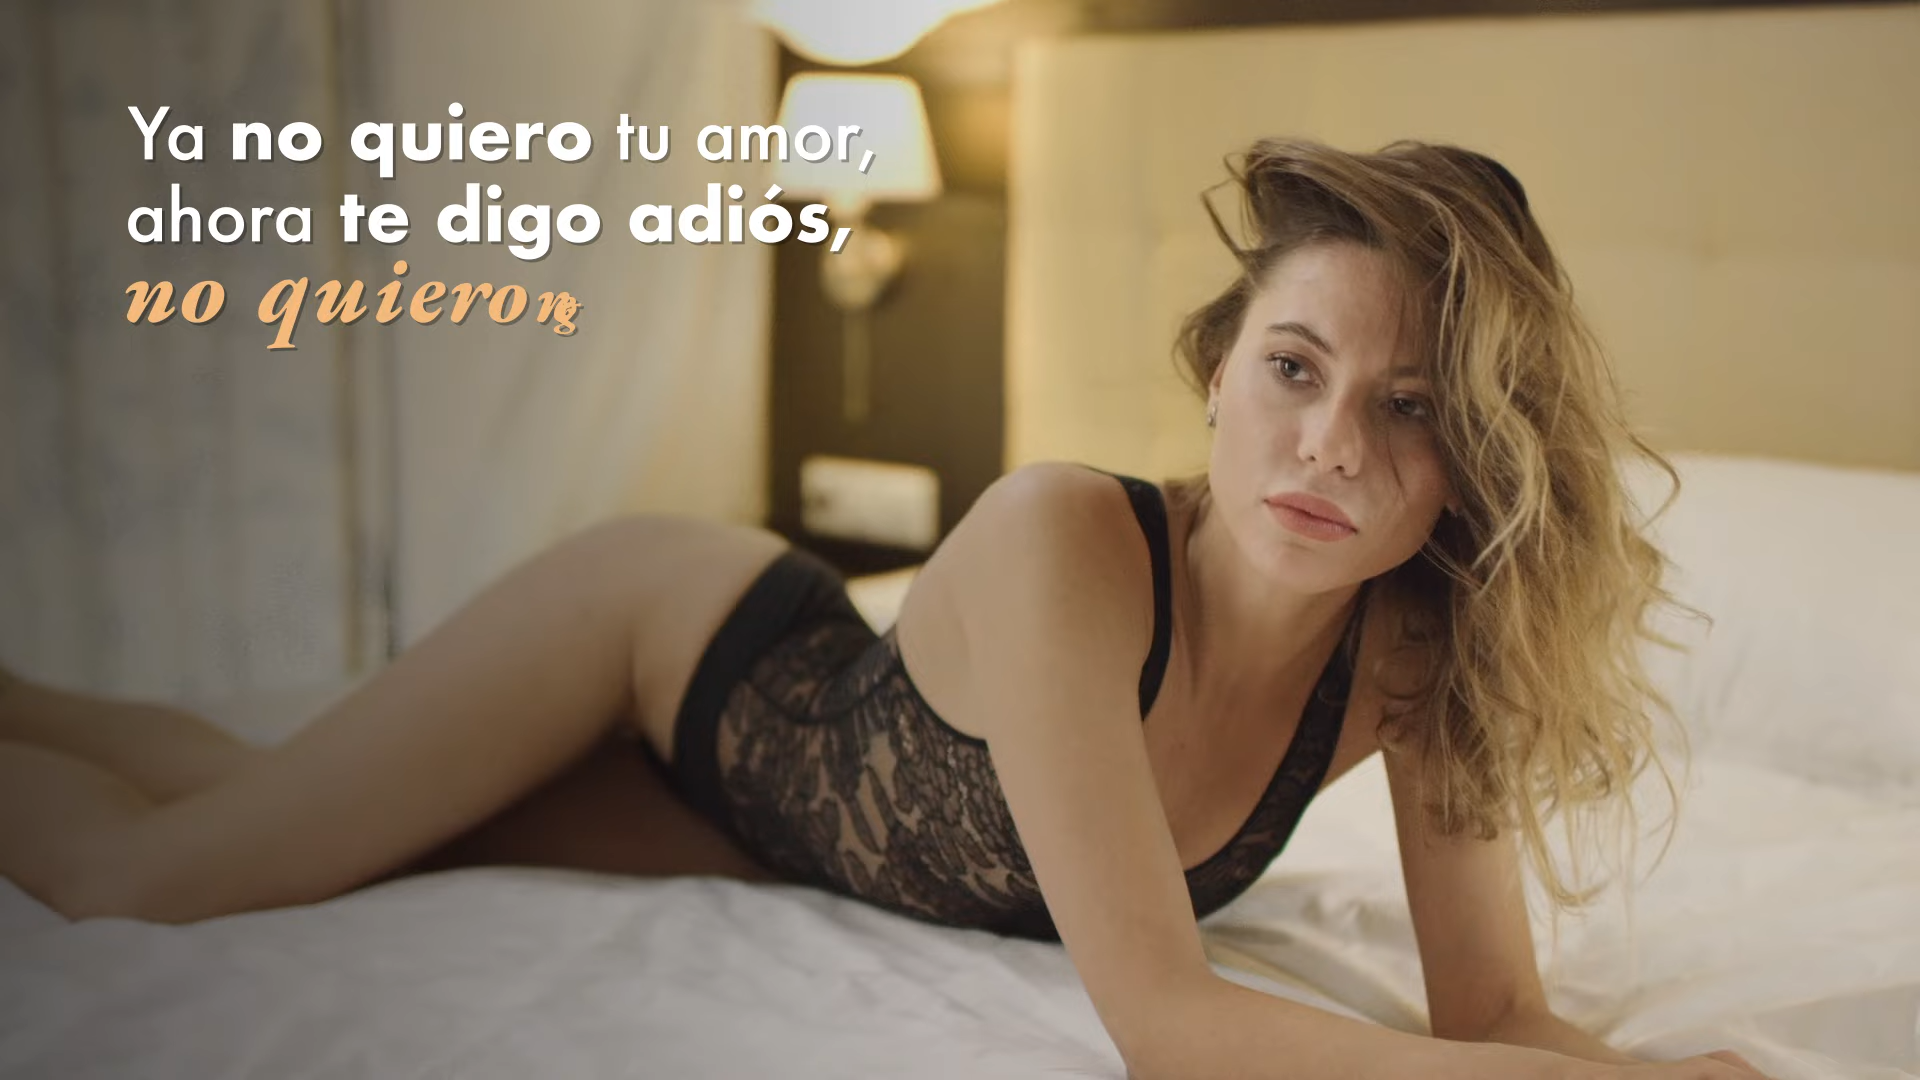 Ya no quiero tu amor,
ahora te digo adiós,
no quiero